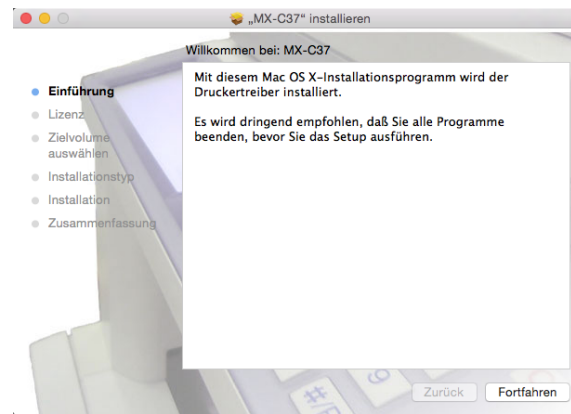 „MX-C37“ installieren
Willkommen bei: MX-C37
Einführung
Lizenz
Zielvolume
auswählen
Installationstyp
Installation
Zusammenfassung
Mit diesem Mac OS X-Installationsprogramm wird der
Druckertreiber installiert.
Es wird dringend empfohlen, daß Sie alle Programme
beenden, bevor Sie das Setup ausführen.
#/P
9
Zurück
Fortfahren